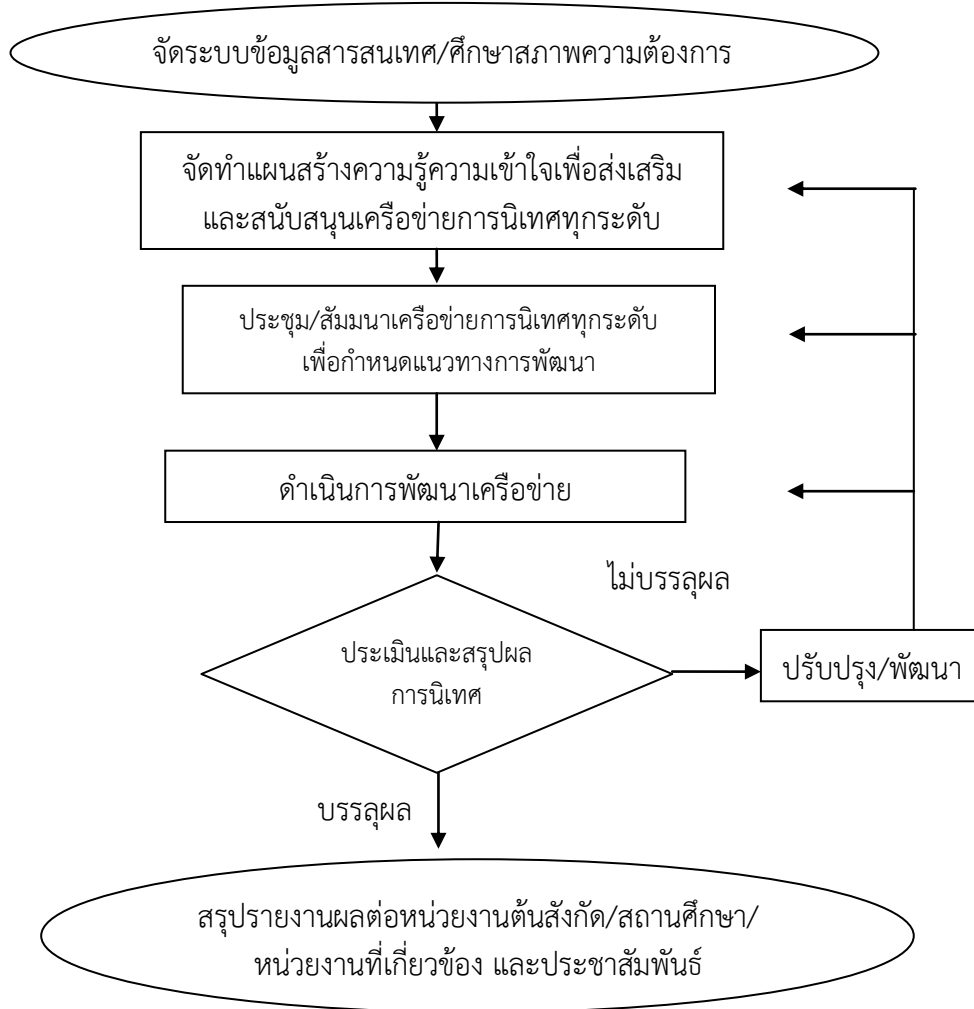 จัดระบบข้อมูลสารสนเทศ/ศึกษาสภาพความต้องการ
จัดทำแผนสร้างความรู้ความเข้าใจเพื่อส่งเสริม
และสนับสนุนเครือข่ายการนิเทศทุกระดับ
ประชุม/สัมมนาเครือข่ายการนิเทศทุกระดับ
เพื่อกำหนดแนวทางการพัฒนา
ดำเนินการพัฒนาเครือข่าย
ไม่บรรลุผล
ประเมินและสรุปผล
การนิเทศ
ปรับปรุง/พัฒนา
บรรลุผล
สรุปรายงานผลต่อหน่วยงานต้นสังกัด/สถานศึกษา/
หน่วยงานที่เกี่ยวข้อง และประชาสัมพันธ์